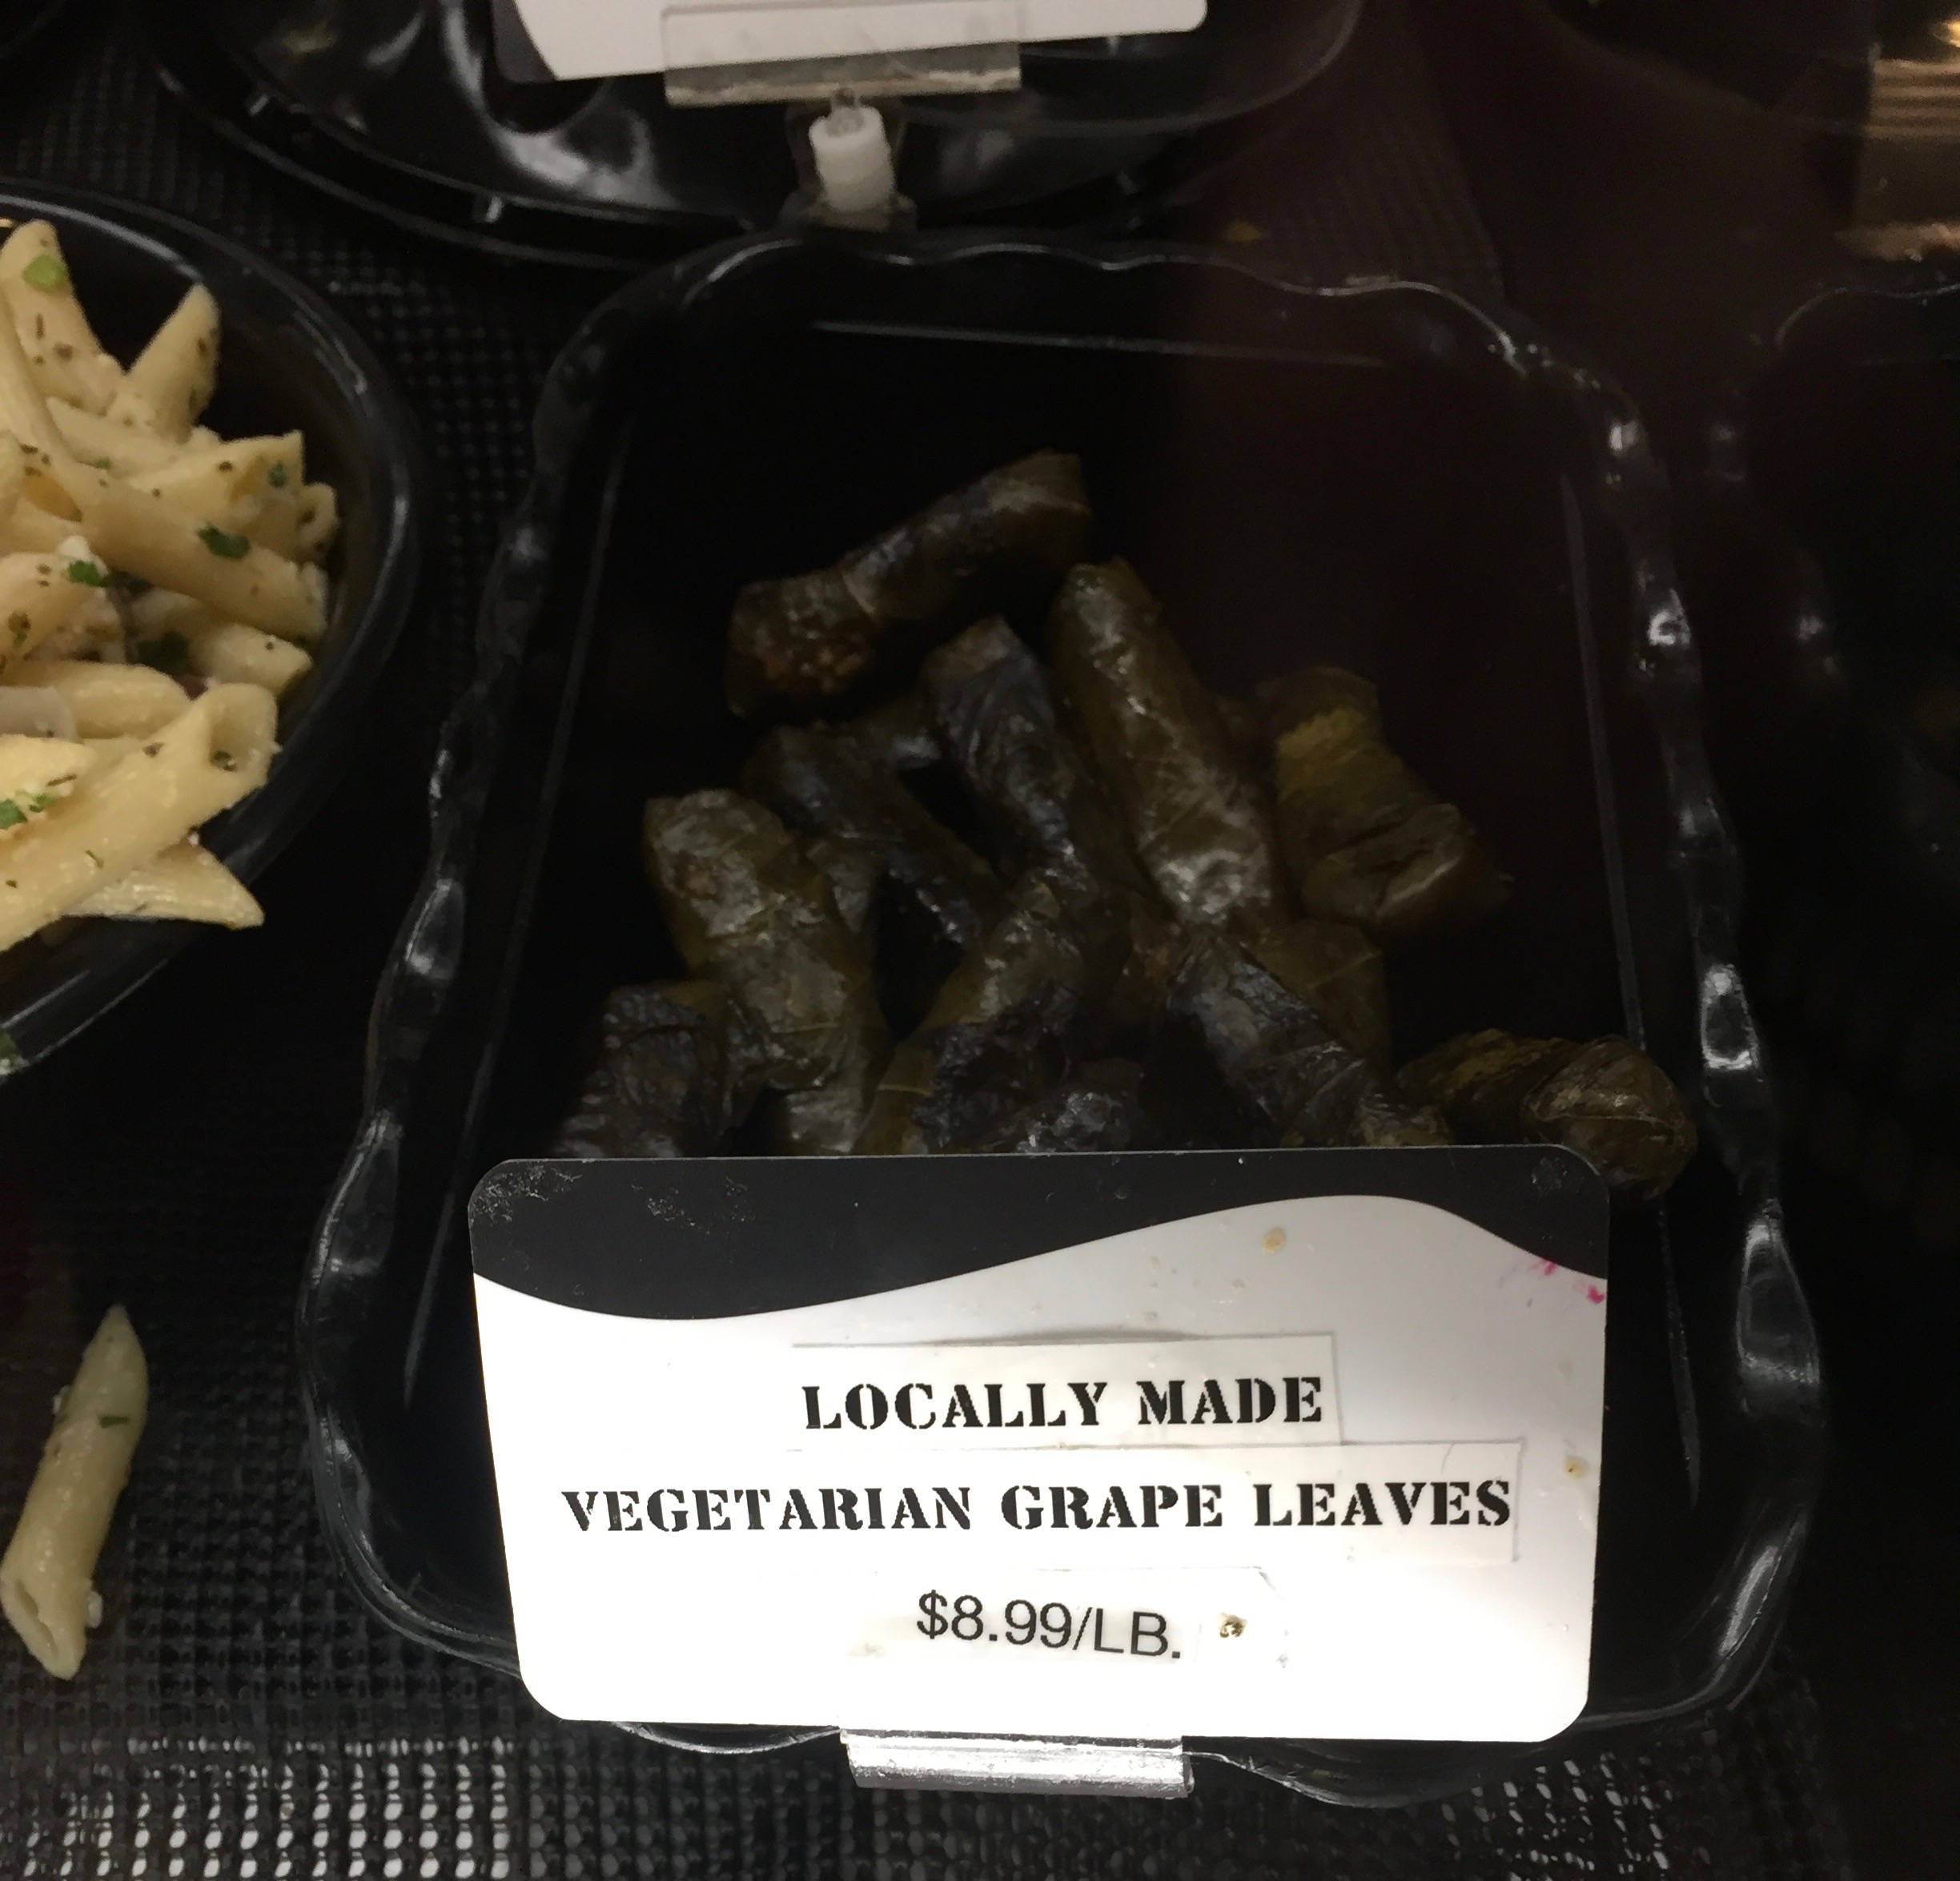 LOCALLY MADE
VEGETARIAN GRAPE LEAVES
$8.99/LB.